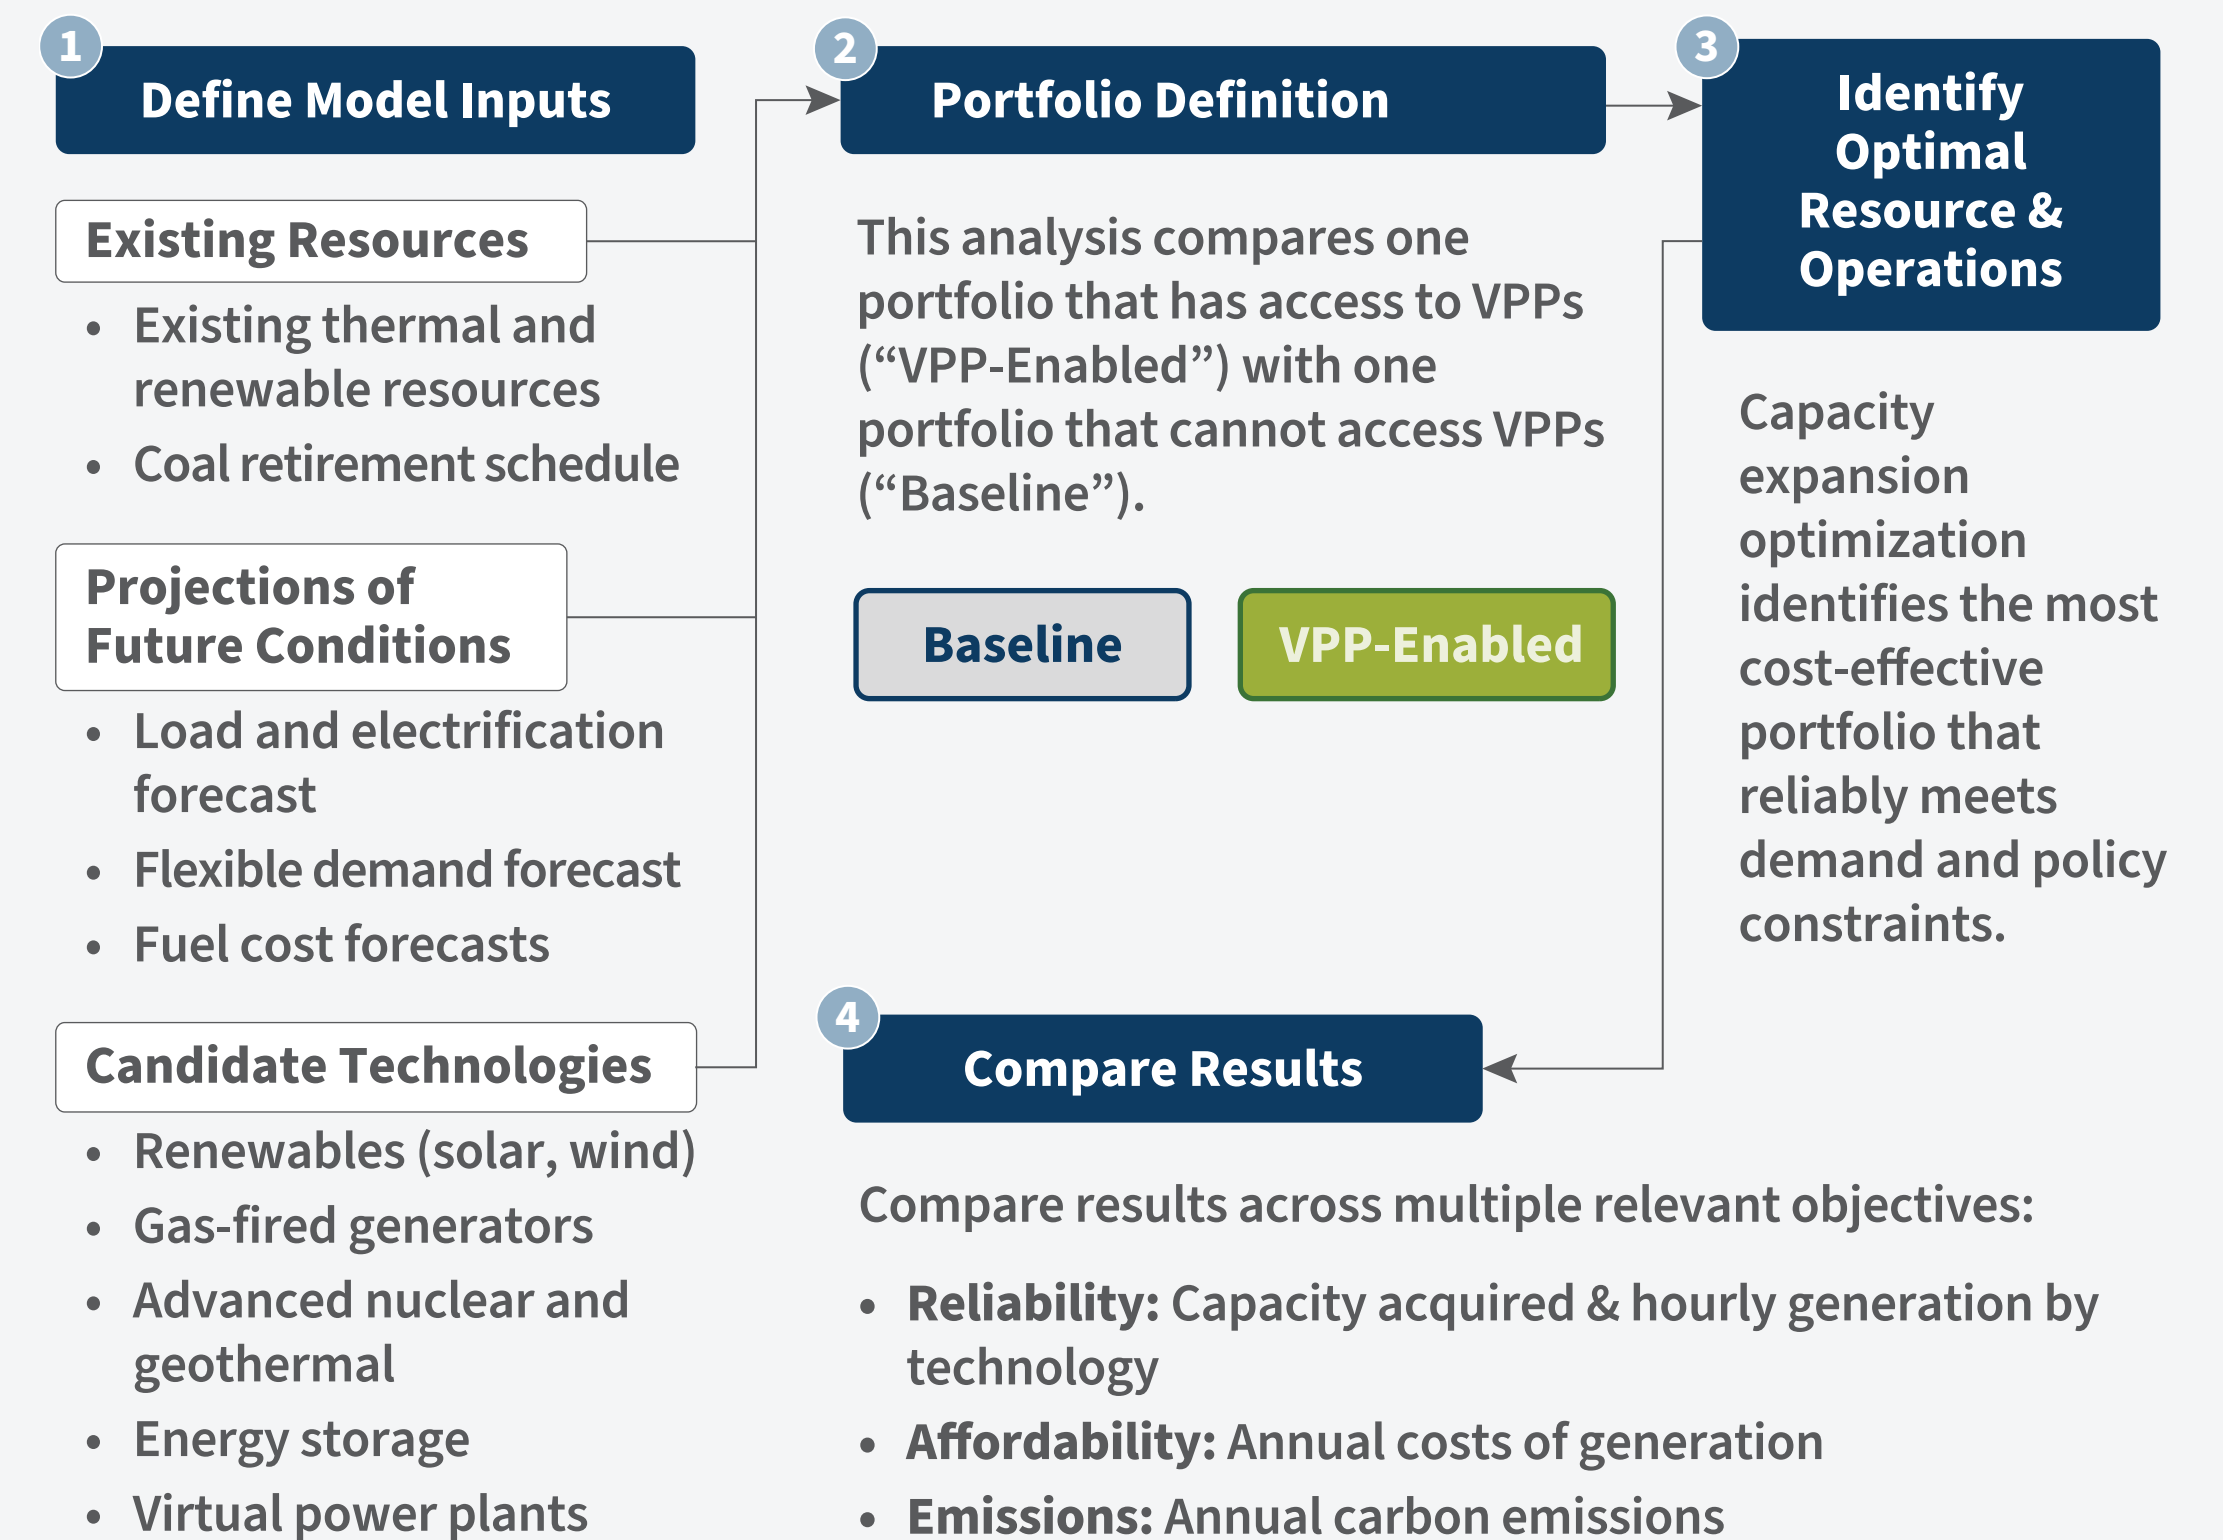 1
Define Model Inputs
Existing Resources
• Existing thermal and
renewable resources
• Coal retirement schedule
Projections of
Future Conditions
• Load and electrification
forecast
• Flexible demand forecast
• Fuel cost forecasts
Candidate Technologies
• Renewables (solar, wind)
• Gas-fired generators
• Advanced nuclear and
geothermal
• Energy storage
• Virtual power plants
2
Portfolio Definition
This analysis compares one
portfolio that has access to VPPs
(“VPP-Enabled”) with one
portfolio that cannot access VPPs
(“Baseline”).
Baseline
VPP-Enabled
3
Identify
Optimal
Resource &
Operations
Capacity
expansion
optimization
identifies the most
cost-effective
portfolio that
reliably meets
demand and policy
constraints.
4
Compare Results
Compare results across multiple relevant objectives:
• Reliability: Capacity acquired & hourly generation by
technology
• Affordability: Annual costs of generation
• Emissions: Annual carbon emissions